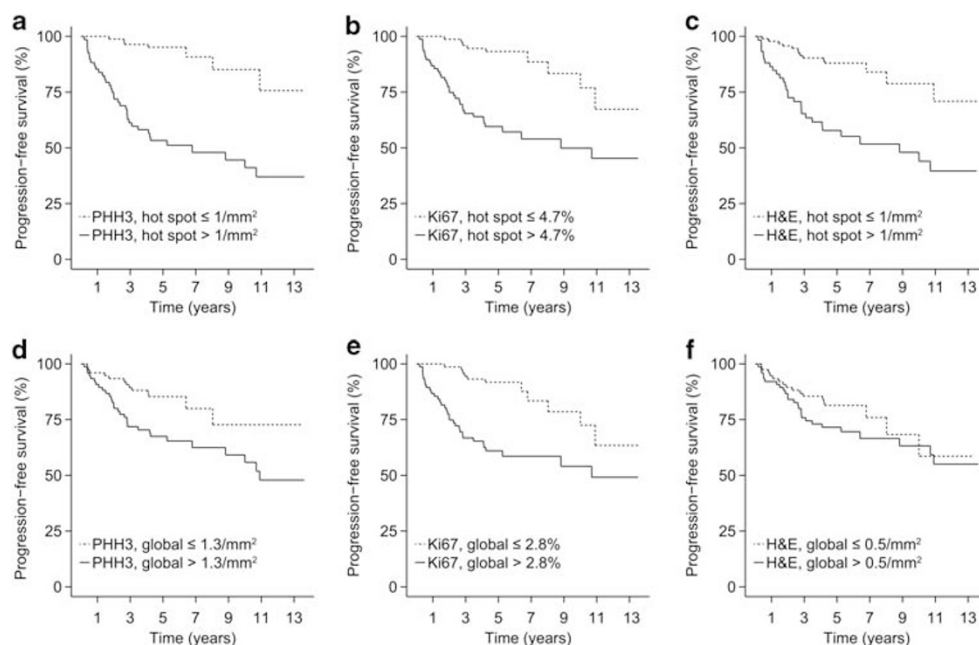 a
Progression-free survival (%)
100
75
50
25
0
PHH3, hot spot ≤ 1/mm²
PHH3, hot spot > 1/mm²
1 3 5 7 9 11 13
Time (years)
b
Progression-free survival (%)
100
75
50
25
0
Ki67, hot spot ≤ 4.7%
Ki67, hot spot > 4.7%
1 3 5 7 9 11 13
Time (years)
c
Progression-free survival (%)
100
75
50
25
0
H&E, hot spot ≤ 1/mm²
H&E, hot spot > 1/mm²
1 3 5 7 9 11 13
Time (years)
d
Progression-free survival (%)
100
75
50
25
0
PHH3, global ≤ 1.3/mm²
PHH3, global > 1.3/mm²
1 3 5 7 9 11 13
Time (years)
e
Progression-free survival (%)
100
75
50
25
0
Ki67, global ≤ 2.8%
Ki67, global > 2.8%
1 3 5 7 9 11 13
Time (years)
f
Progression-free survival (%)
100
75
50
25
0
H&E, global ≤ 0.5/mm²
H&E, global > 0.5/mm²
1 3 5 7 9 11 13
Time (years)